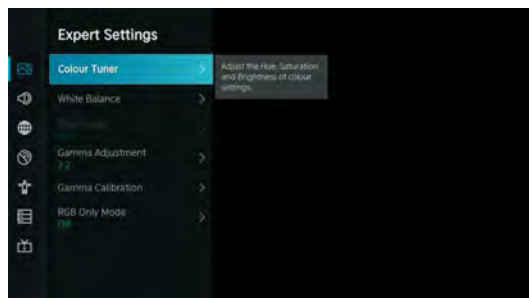 Expert Settings
Colour Tuner
Adjust the Hue, Saturation
and Brightness of colour
settings.
White Balance
Gamma Adjustment
2.2
Gamma Calibration
RGB Only Mode
Off